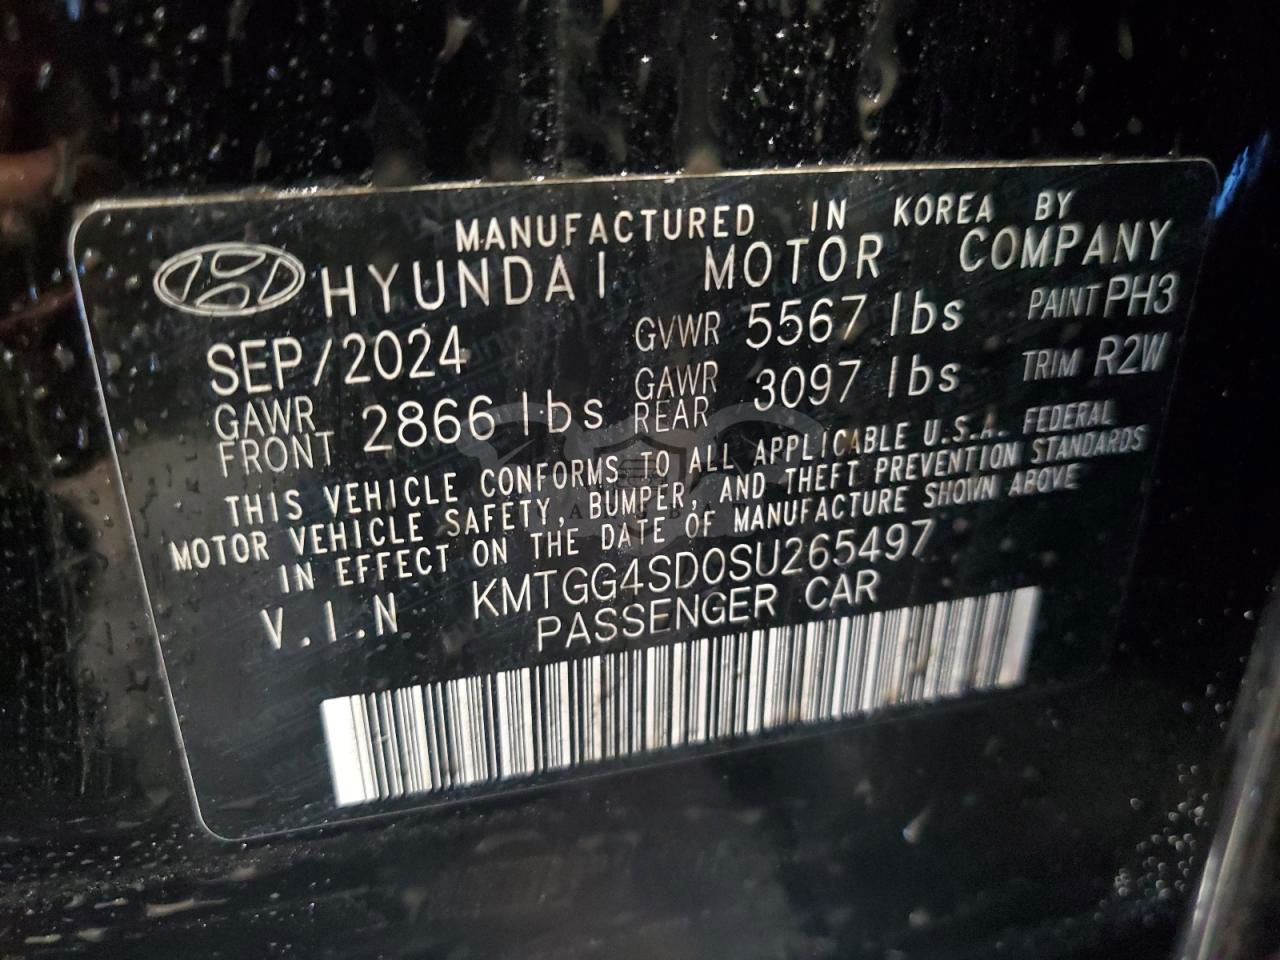 MANUFACTURED IN KOREA BY
HYUNDAI MOTOR COMPANY
SEP/2024 GVWR 5567 lbs PAINT PH3
GAWR FRONT 2866 lbs GAWR REAR 3097 lbs TRIM R2W
THIS VEHICLE CONFORMS TO ALL APPLICABLE U.S.A. FEDERAL
MOTOR VEHICLE SAFETY, BUMPER, AND THEFT PREVENTION STANDARDS
IN EFFECT ON THE DATE OF MANUFACTURE SHOWN ABOVE
V.I.N KMTGG4SD0SU265497
PASSENGER CAR